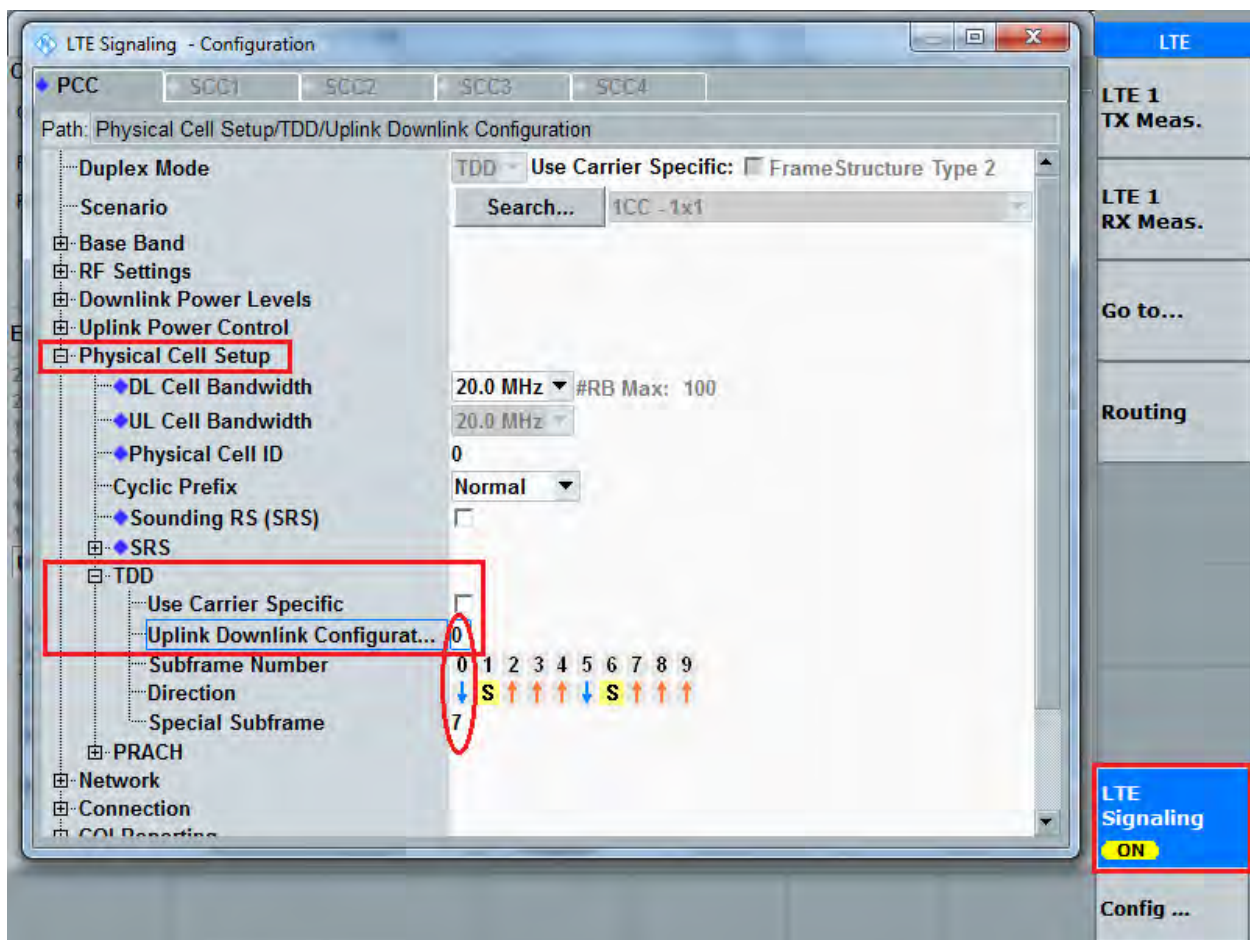 LTE Signaling - Configuration
PCC SCC1 SCC2 SCC3 SCC4
Path: Physical Cell Setup/TDD/Uplink Downlink Configuration
Duplex Mode TDD Use Carrier Specific: FrameStructure Type 2
Scenario Search... 1CC - 1x1
Base Band
RF Settings
Downlink Power Levels
Uplink Power Control
Physical Cell Setup
DL Cell Bandwidth 20.0 MHz #RB Max: 100
UL Cell Bandwidth 20.0 MHz
Physical Cell ID 0
Cyclic Prefix Normal
Sounding RS (SRS)
SRS
TDD
Use Carrier Specific
Uplink Downlink Configurat... 0
Subframe Number 0 1 2 3 4 5 6 7 8 9
Direction ↓ S ↑ ↑ ↑ ↓ S ↑ ↑ ↑
Special Subframe 7
PRACH
Network
Connection
LTE
LTE 1
TX Meas.
LTE 1
RX Meas.
Go to...
Routing
LTE
Signaling
ON
Config ...